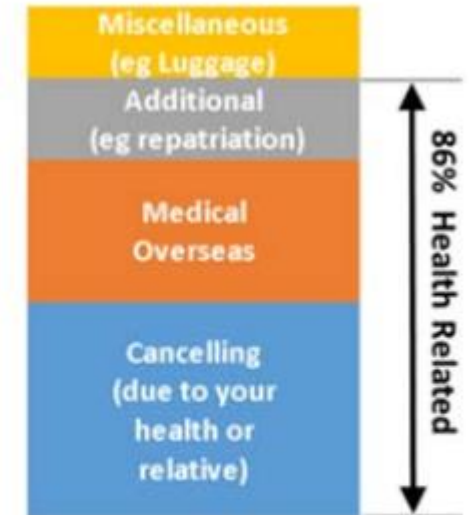 Miscellaneous
(eg Luggage)
Additional
(eg repatriation)
Medical
Overseas
Cancelling
(due to your
health or
relative)
86% Health Related